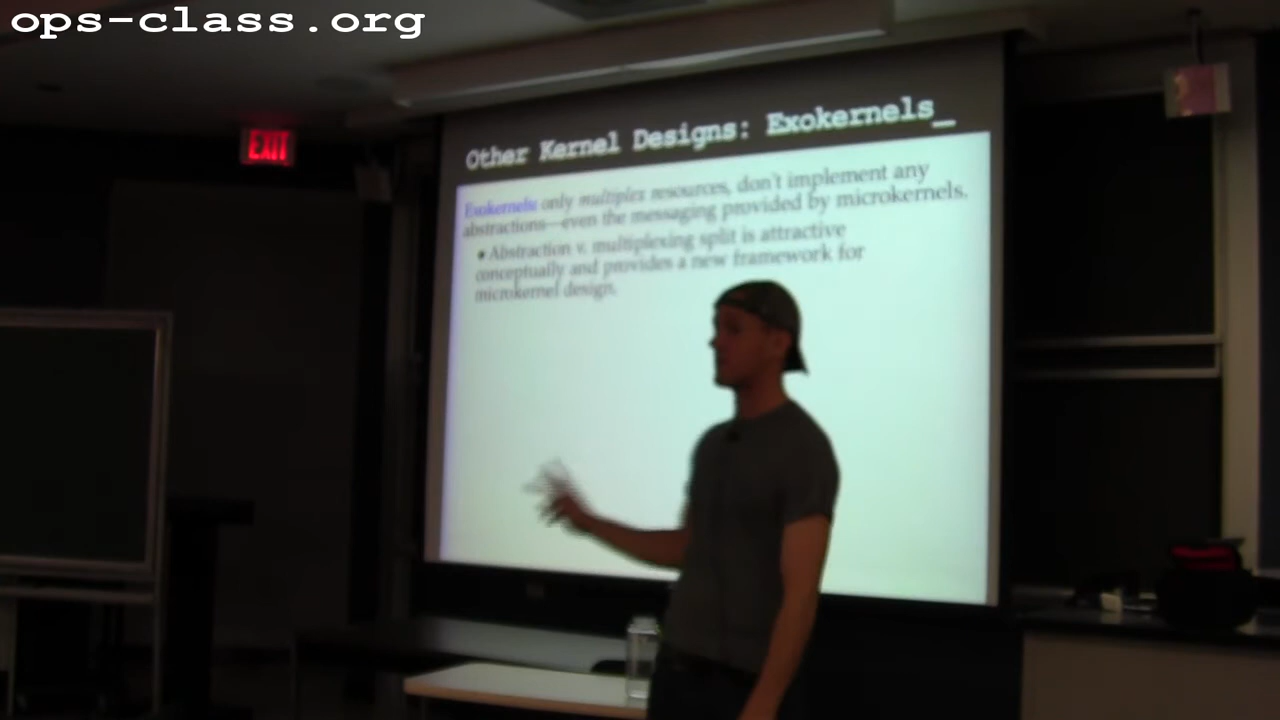 ops-class.org
EXIT
Other Kernel Designs: Exokernels_
Exokernels: only multiplex resources, don't implement any
abstractions—even the messaging provided by microkernels.
• Abstraction v. multiplexing split is attractive
conceptually and provides a new framework for
microkernel design.